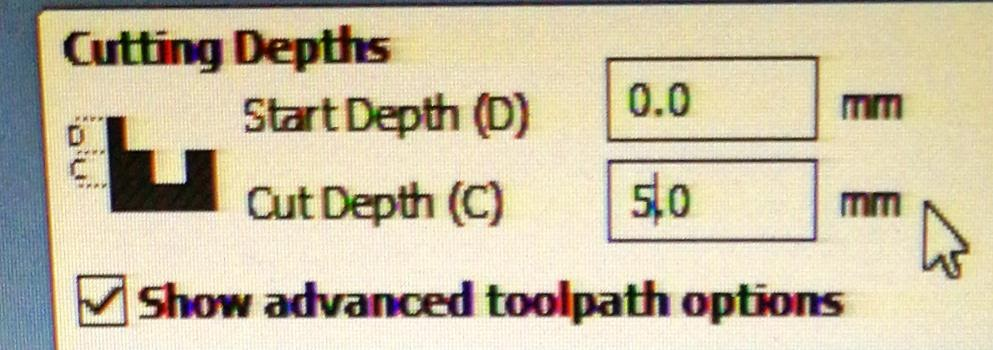 Cutting Depths
Start Depth (D) 0.0 mm
D
C
Cut Depth (C) 5.0 mm
Show advanced toolpath options